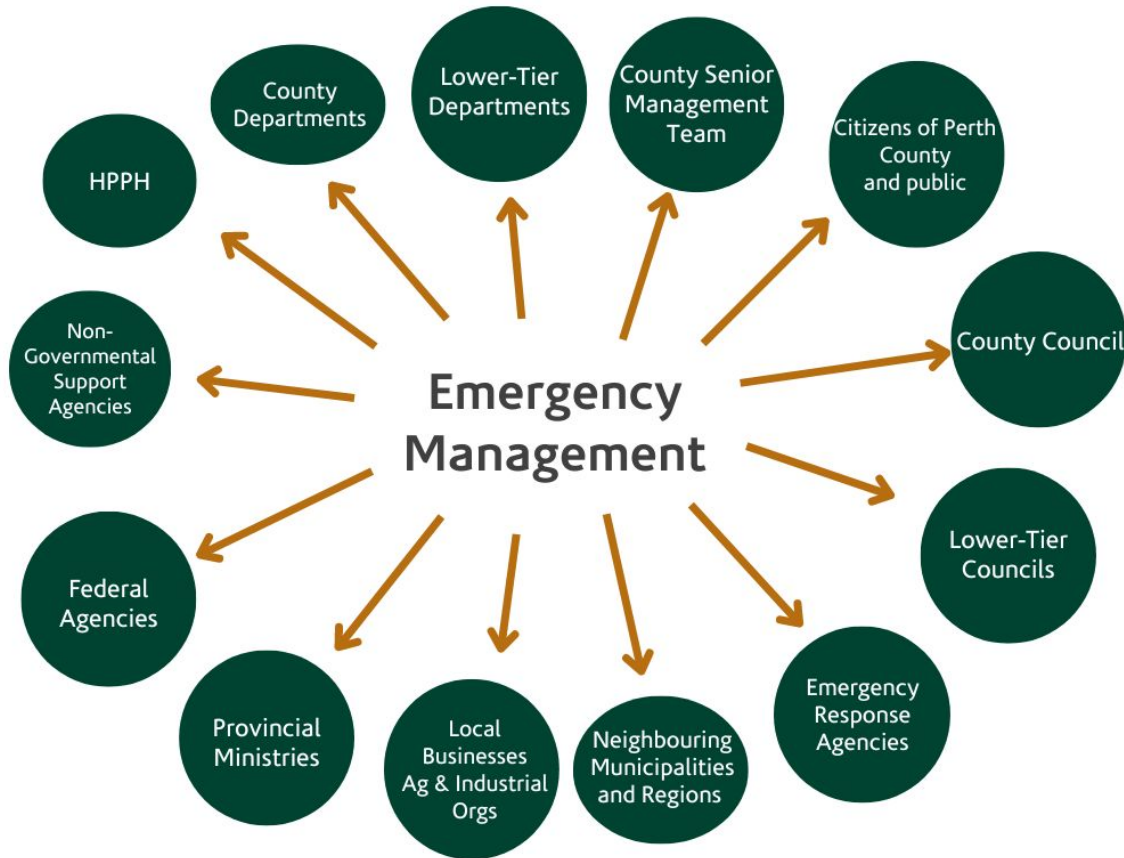 Emergency
Management
Lower-Tier
Departments
County Senior
Management
Team
Citizens of Perth
County
and public
County Council
Lower-Tier
Councils
Emergency
Response
Agencies
Neighbouring
Municipalities
and Regions
Local
Businesses
Ag & Industrial
Orgs
Provincial
Ministries
Federal
Agencies
Non-
Governmental
Support
Agencies
HPPH
County
Departments